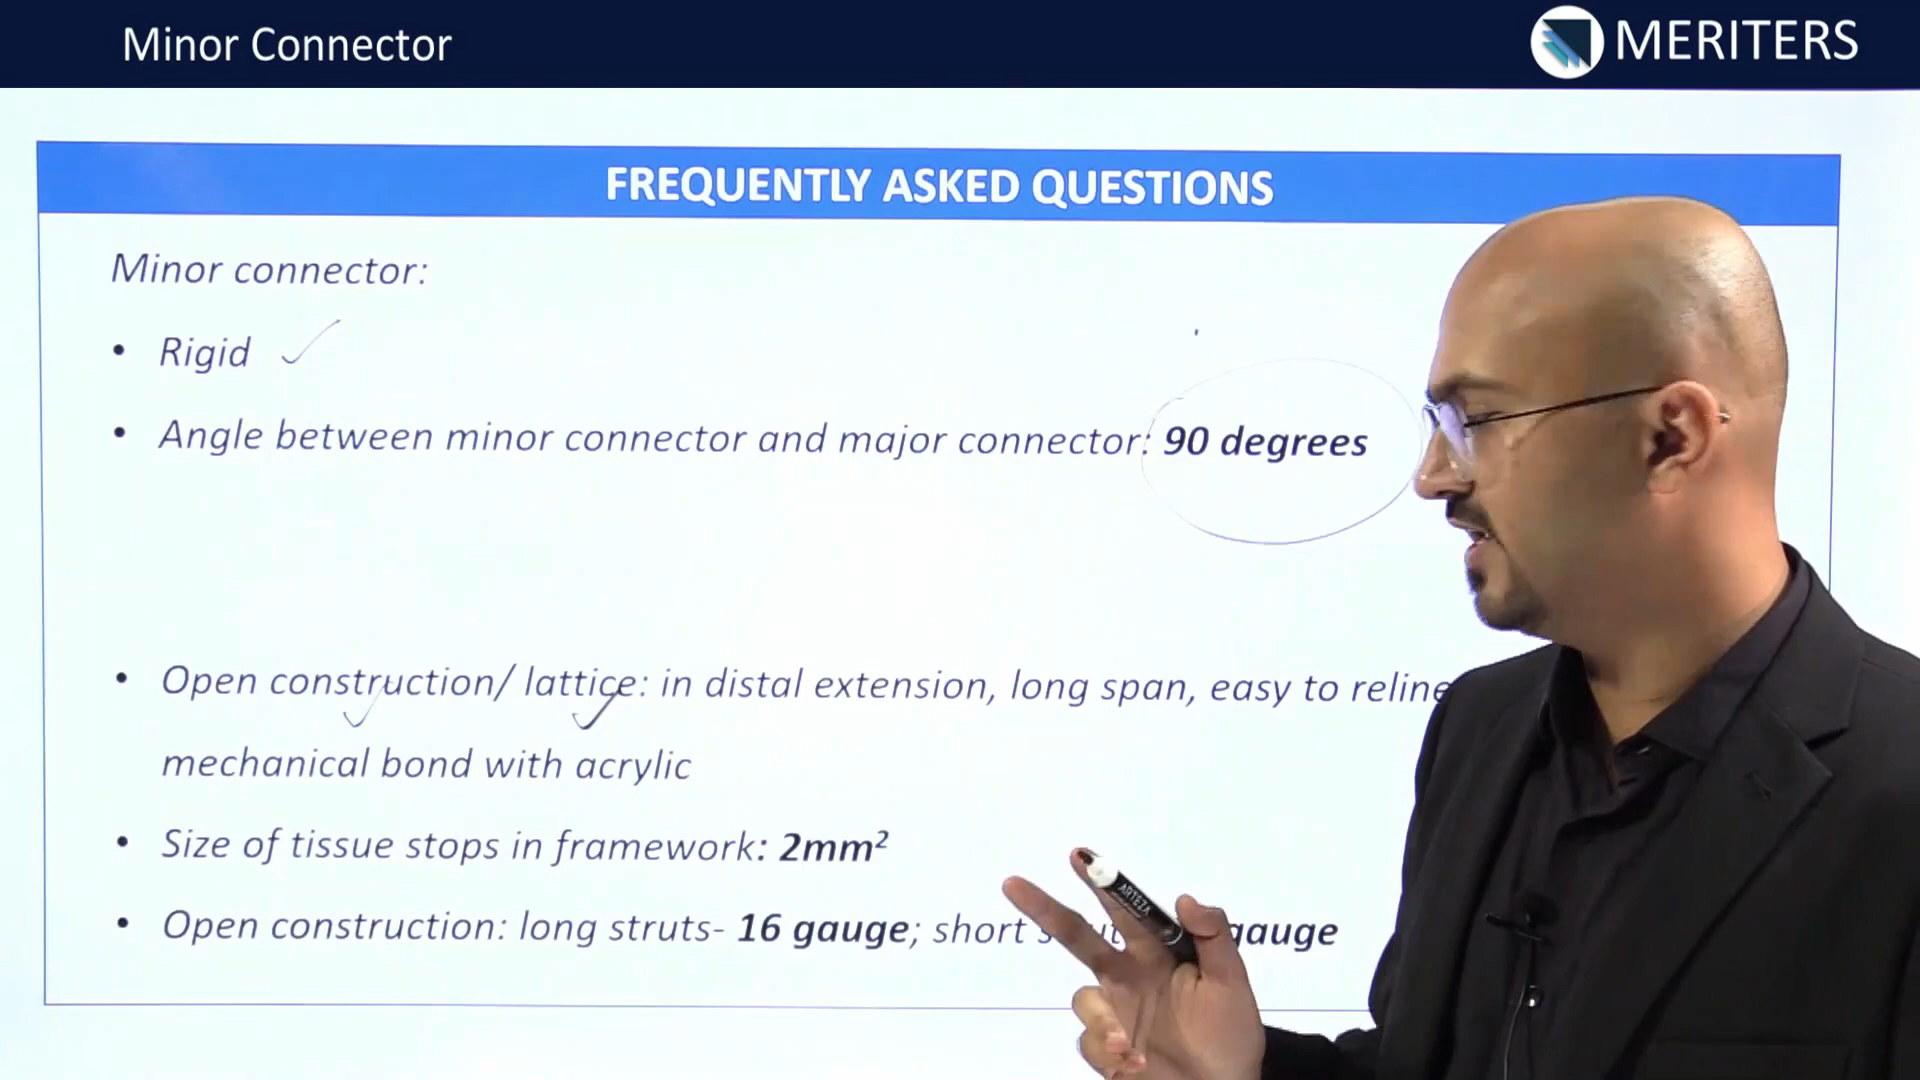 Minor Connector
MERITERS
FREQUENTLY ASKED QUESTIONS
Minor connector:
• Rigid
• Angle between minor connector and major connector: 90 degrees
• Open construction/ lattice: in distal extension, long span, easy to reline
mechanical bond with acrylic
• Size of tissue stops in framework: 2mm²
• Open construction: long struts- 16 gauge; short gauge
ARTEZA